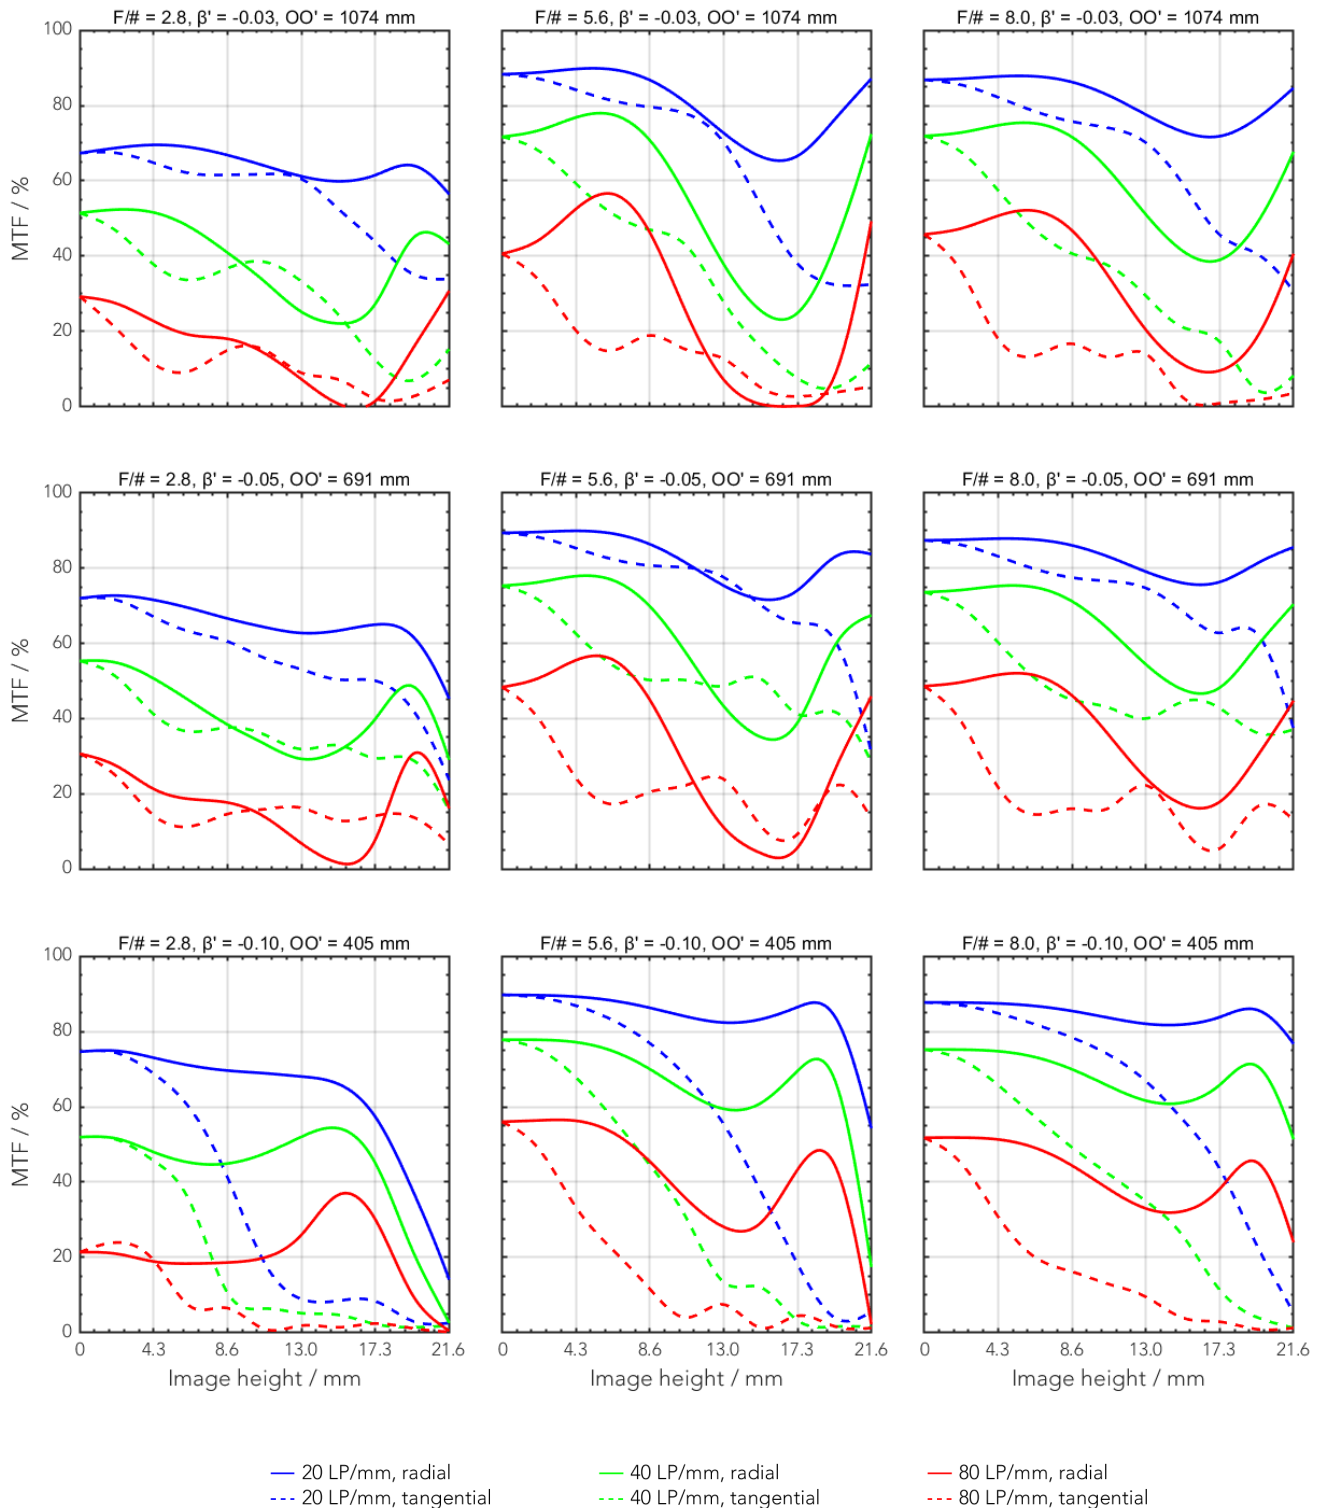 F/# = 2.8, β' = -0.03, OO' = 1074 mm
F/# = 5.6, β' = -0.03, OO' = 1074 mm
F/# = 8.0, β' = -0.03, OO' = 1074 mm
MTF / %
100
80
60
40
20
0
F/# = 2.8, β' = -0.05, OO' = 691 mm
F/# = 5.6, β' = -0.05, OO' = 691 mm
F/# = 8.0, β' = -0.05, OO' = 691 mm
MTF / %
100
80
60
40
20
0
F/# = 2.8, β' = -0.10, OO' = 405 mm
F/# = 5.6, β' = -0.10, OO' = 405 mm
F/# = 8.0, β' = -0.10, OO' = 405 mm
MTF / %
100
80
60
40
20
0
0 4.3 8.6 13.0 17.3 21.6
0 4.3 8.6 13.0 17.3 21.6
0 4.3 8.6 13.0 17.3 21.6
Image height / mm
Image height / mm
Image height / mm
20 LP/mm, radial
40 LP/mm, radial
80 LP/mm, radial
20 LP/mm, tangential
40 LP/mm, tangential
80 LP/mm, tangential